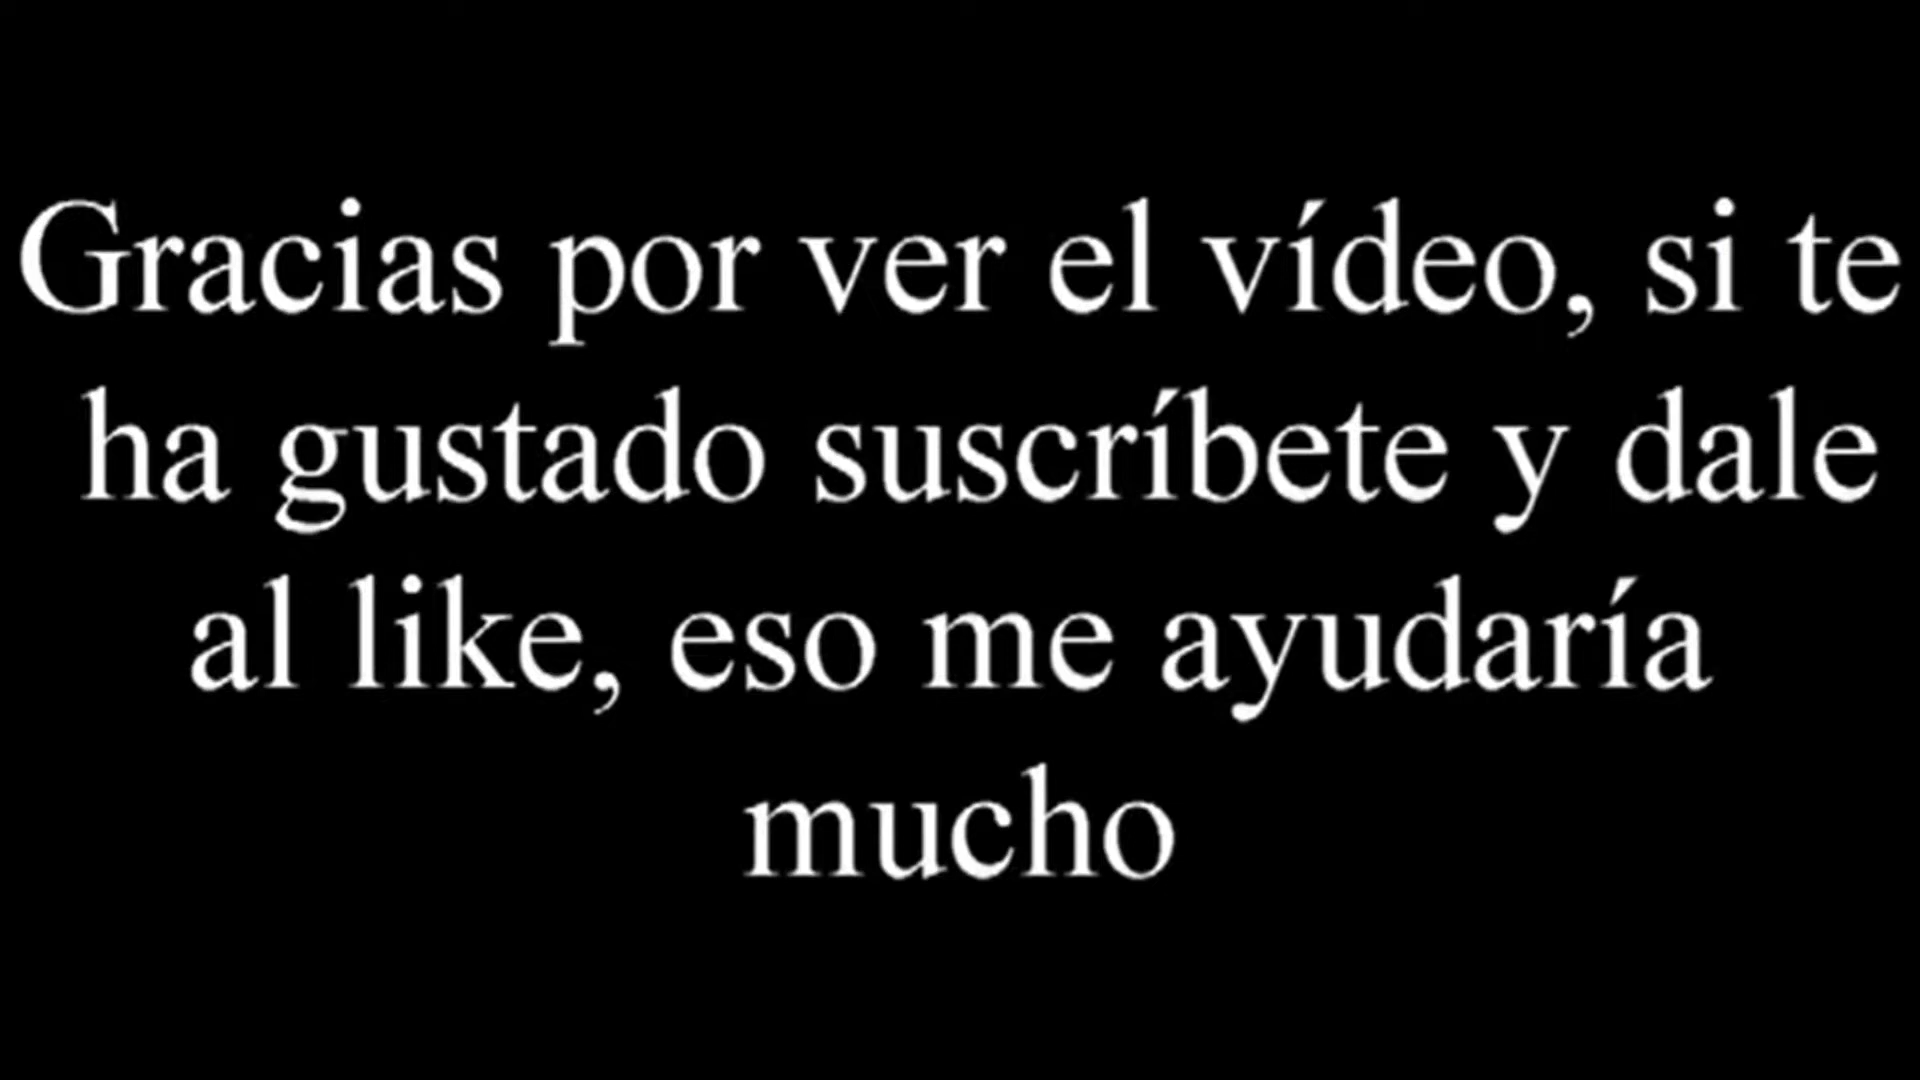 Gracias por ver el vídeo, si te
ha gustado suscríbete y dale
al like, eso me ayudaría
mucho